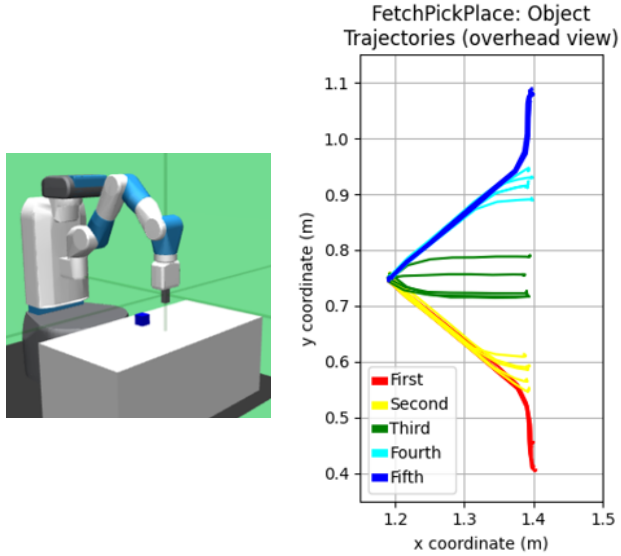 FetchPickPlace: Object
Trajectories (overhead view)
y coordinate (m)
1.1
1.0
0.9
0.8
0.7
0.6
0.5
0.4
First
Second
Third
Fourth
Fifth
1.2 1.3 1.4 1.5
x coordinate (m)